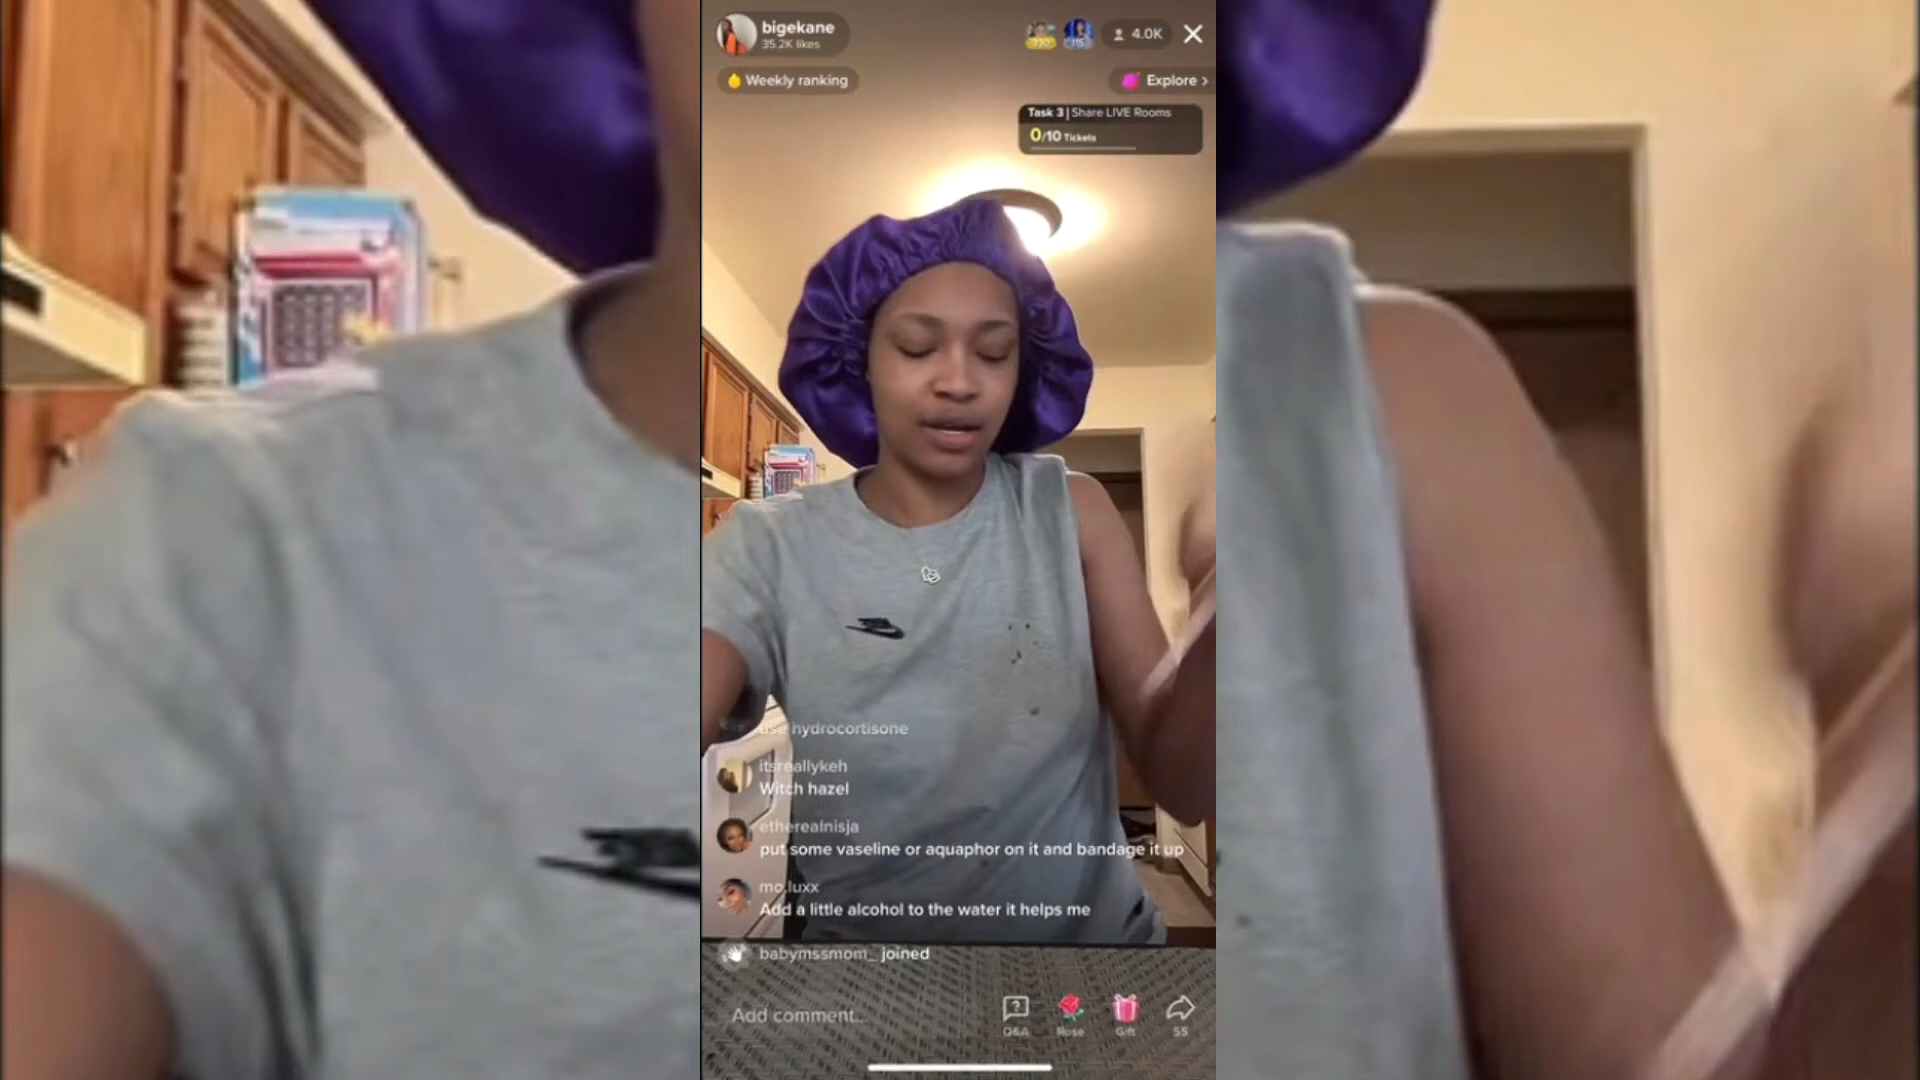 bigekane
35.2K likes
4.0K
Weekly ranking
Explore >
Task 3 | Share LIVE Rooms
0/10 Tickets
use hydrocortisone
itsreallykeh
Witch hazel
etherealnisja
put some vaseline or aquaphor on it and bandage it up
mo.luxx
Add a little alcohol to the water it helps me
babymssmom_ joined
Add comment...
Q&A
Rose
Gift
55